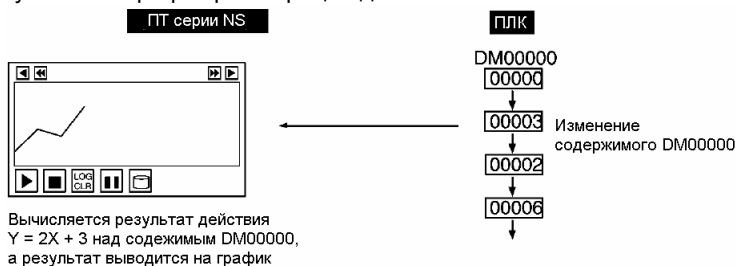 ПТ серии NS
ПЛК
DM00000
00000
00003
Изменение
содержимого DM00000
00002
00006
LOG
CLR
Вычисляется результат действия
Y = 2X + 3 над содежимым DM00000,
а результат выводится на график